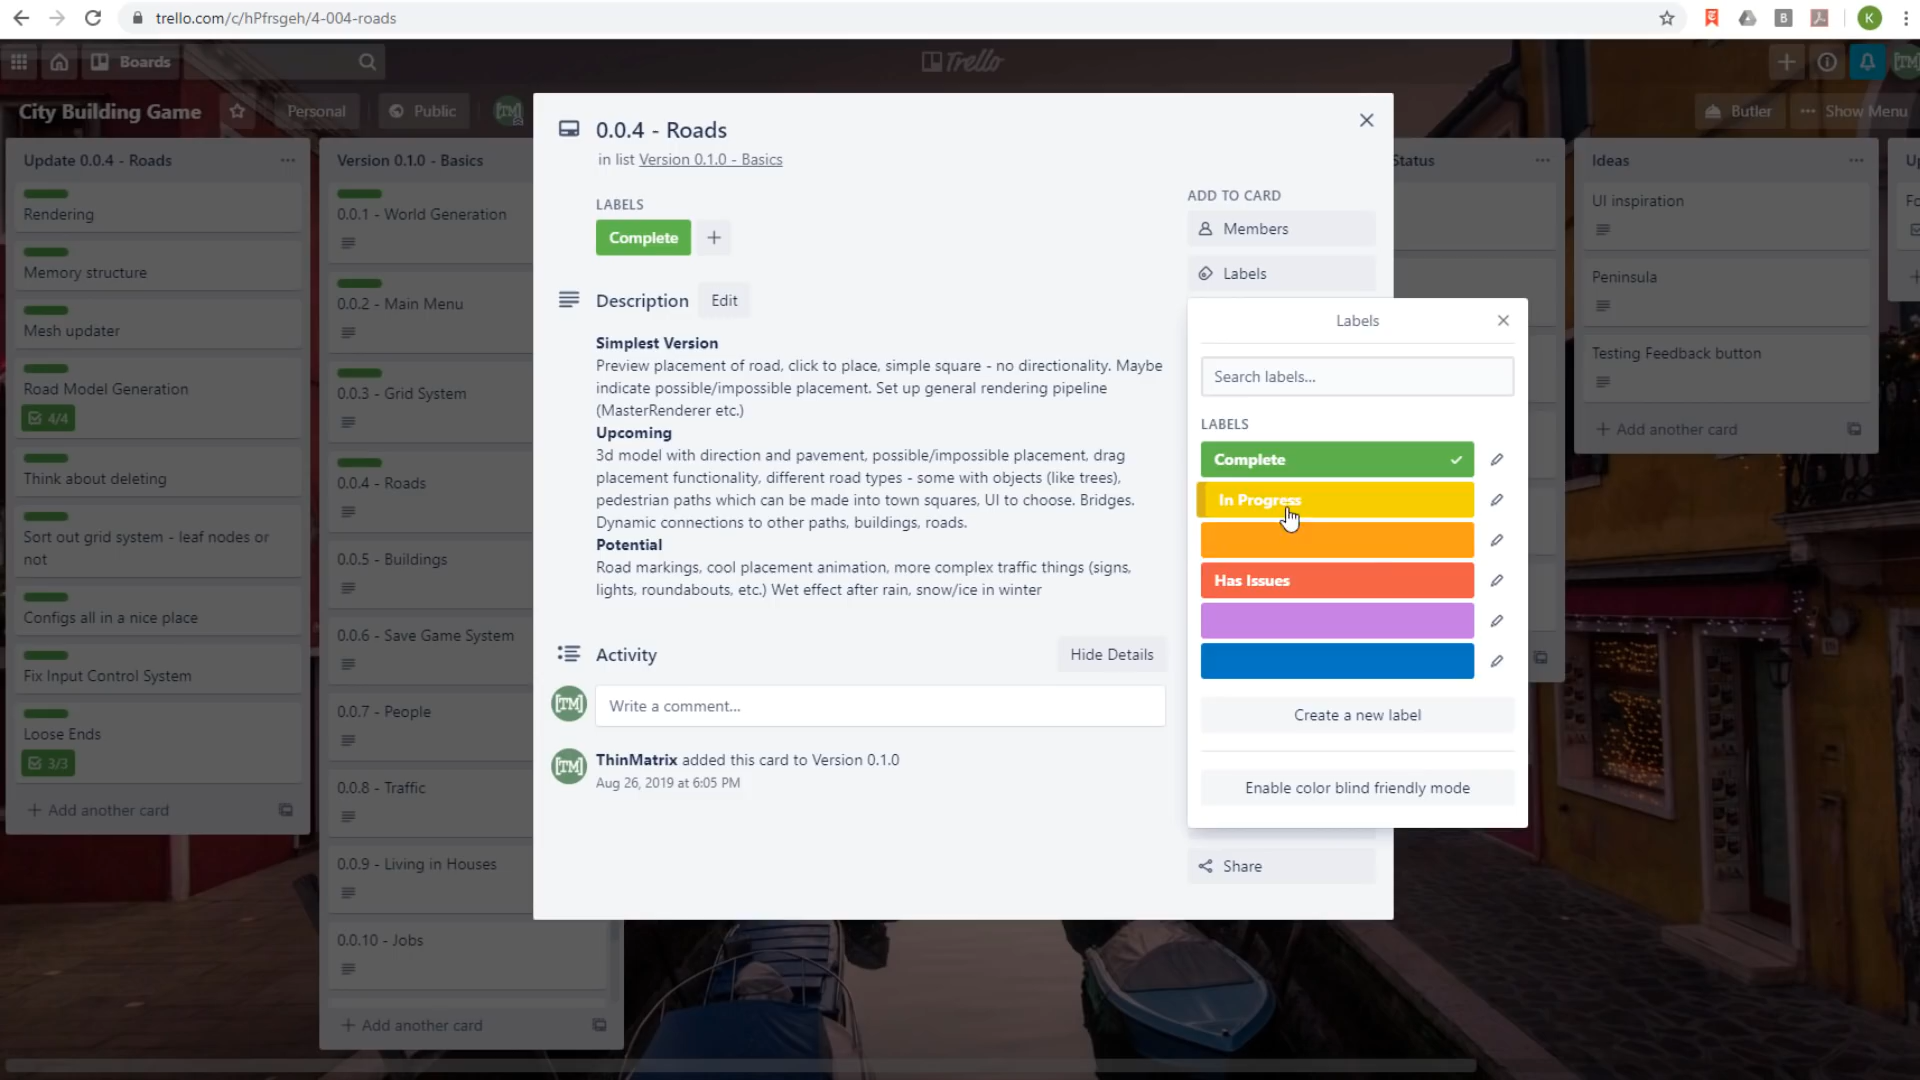 trello.com/c/hPfrsgeh/4-004-roads
K
Boards
Trello
City Building Game
Personal
Public
[TM]
Butler
Show Menu
Update 0.0.4 - Roads
Rendering
Memory structure
Mesh updater
Road Model Generation
4/4
Think about deleting
Sort out grid system - leaf nodes or
not
Configs all in a nice place
Fix Input Control System
Loose Ends
3/3
+ Add another card
Version 0.1.0 - Basics
0.0.1 - World Generation
0.0.2 - Main Menu
0.0.3 - Grid System
0.0.4 - Roads
0.0.5 - Buildings
0.0.6 - Save Game System
0.0.7 - People
0.0.8 - Traffic
0.0.9 - Living in Houses
0.0.10 - Jobs
+ Add another card
0.0.4 - Roads
in list Version 0.1.0 - Basics
LABELS
Complete
+
Description
Edit
Simplest Version
Preview placement of road, click to place, simple square - no directionality. Maybe
indicate possible/impossible placement. Set up general rendering pipeline
(MasterRenderer etc.)
Upcoming
3d model with direction and pavement, possible/impossible placement, drag
placement functionality, different road types - some with objects (like trees),
pedestrian paths which can be made into town squares, UI to choose. Bridges.
Dynamic connections to other paths, buildings, roads.
Potential
Road markings, cool placement animation, more complex traffic things (signs,
lights, roundabouts, etc.) Wet effect after rain, snow/ice in winter
Activity
Hide Details
[TM]
Write a comment...
[TM]
ThinMatrix added this card to Version 0.1.0
Aug 26, 2019 at 6:05 PM
ADD TO CARD
Members
Labels
Labels
Search labels...
LABELS
Complete
In Progress
Has Issues
Create a new label
Enable color blind friendly mode
Share
Status
Ideas
UI inspiration
Peninsula
Testing Feedback button
+ Add another card